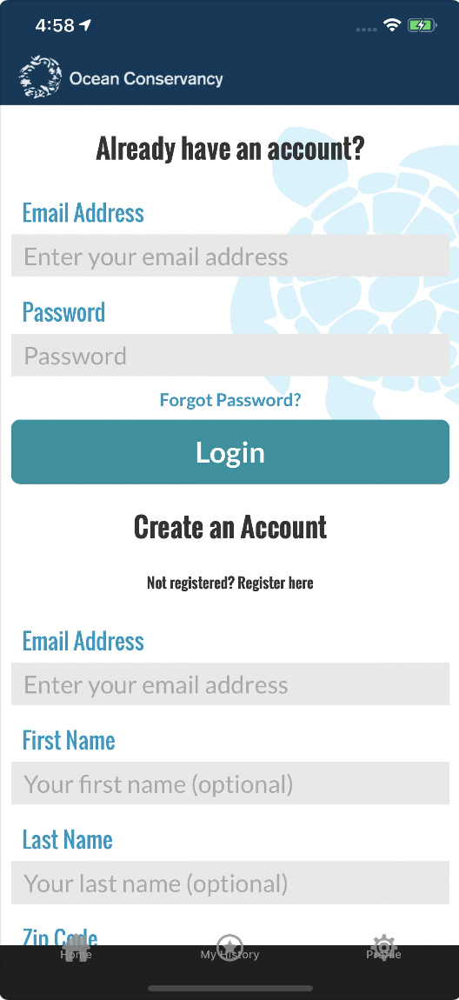 4:58
Ocean Conservancy
Already have an account?
Email Address
Enter your email address
Password
Password
Forgot Password?
Login
Create an Account
Not registered? Register here
Email Address
Enter your email address
First Name
Your first name (optional)
Last Name
Your last name (optional)
Zip Code
Home My History Profile